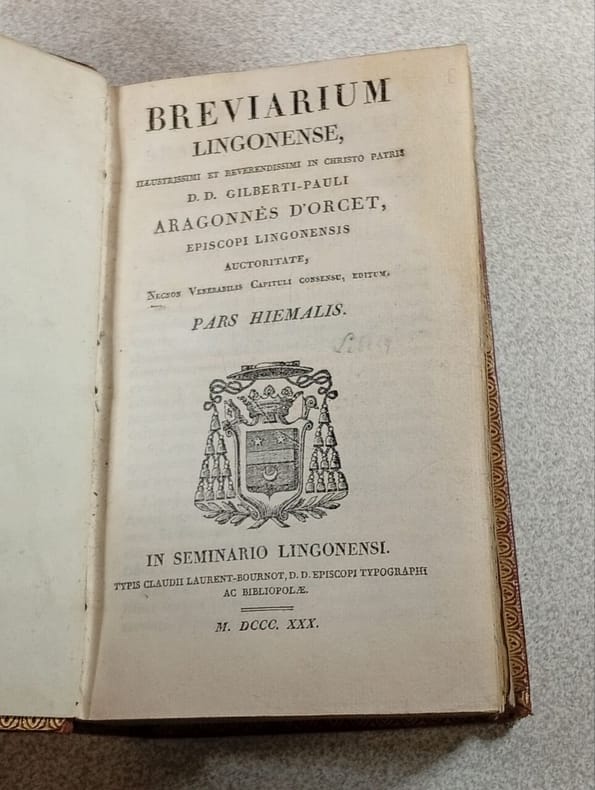 BREVIARIUM
LINGONENSE,
ILLUSTRISSIMI ET REVERENDISSIMI IN CHRISTO PATRIS
D. D. GILBERTI-PAULI
ARAGONNÈS D'ORCET,
EPISCOPI LINGONENSIS
AUCTORITATE,
NECNON VENERABILIS CAPITULI CONSENSU, EDITUM.
PARS HIEMALIS.
IN SEMINARIO LINGONENSI.
TYPIS CLAUDII LAURENT-BOURNOT, D. D. EPISCOPI TYPOGRAPHI
AC BIBLIOPOLÆ.
M. DCCC. XXX.